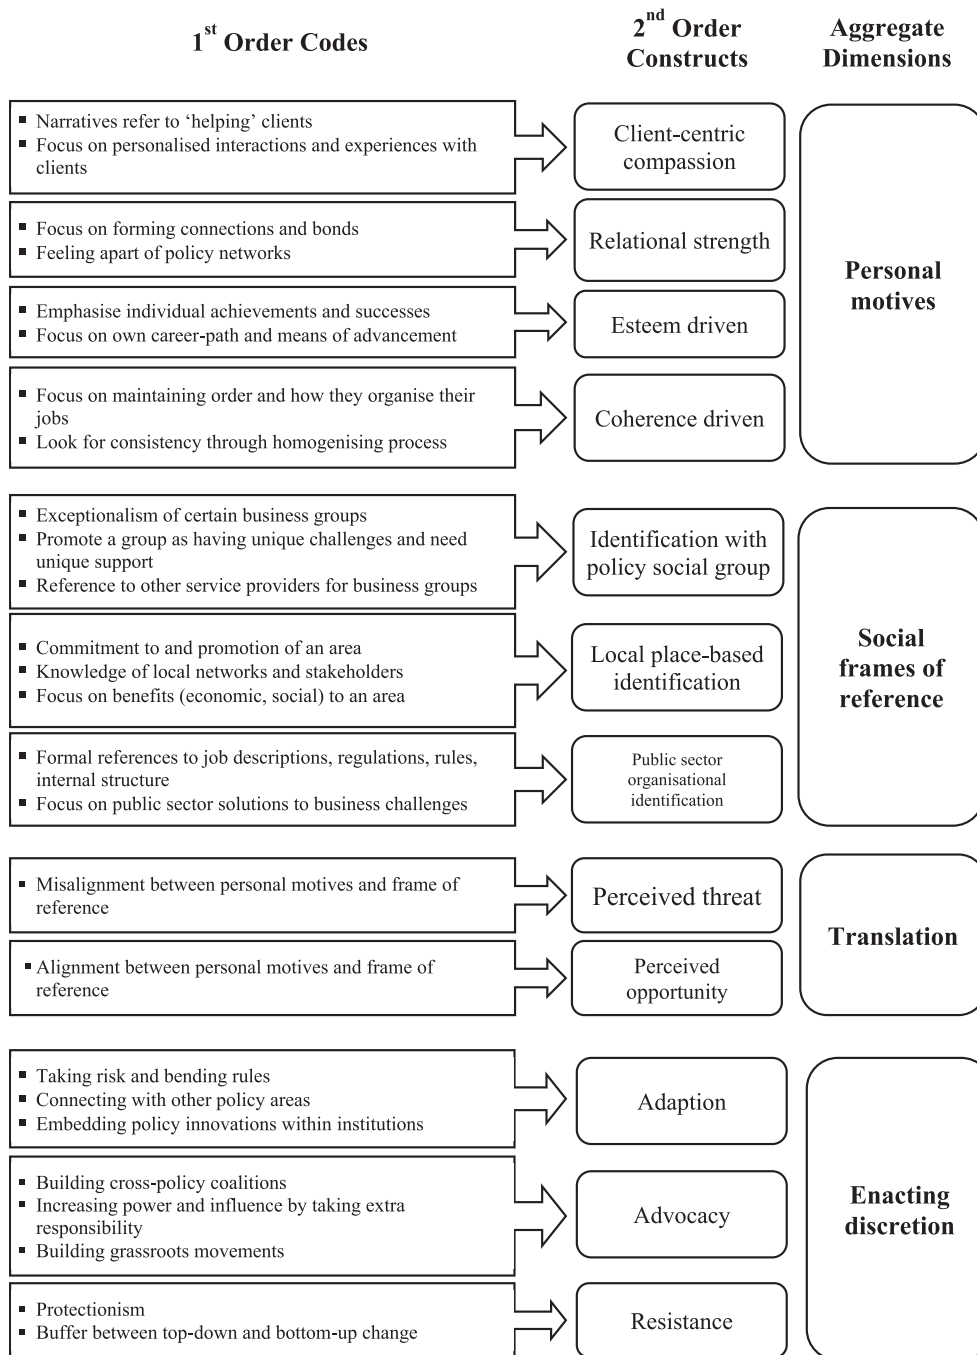 1st Order Codes
2nd Order
Constructs
Aggregate
Dimensions
▪ Narratives refer to ‘helping’ clients
▪ Focus on personalised interactions and experiences with
clients
Client-centric
compassion
▪ Focus on forming connections and bonds
▪ Feeling apart of policy networks
Relational strength
▪ Emphasise individual achievements and successes
▪ Focus on own career-path and means of advancement
Esteem driven
▪ Focus on maintaining order and how they organise their
jobs
▪ Look for consistency through homogenising process
Coherence driven
Personal
motives
▪ Exceptionalism of certain business groups
▪ Promote a group as having unique challenges and need
unique support
▪ Reference to other service providers for business groups
Identification with
policy social group
▪ Commitment to and promotion of an area
▪ Knowledge of local networks and stakeholders
▪ Focus on benefits (economic, social) to an area
Local place-based
identification
▪ Formal references to job descriptions, regulations, rules,
internal structure
▪ Focus on public sector solutions to business challenges
Public sector
organisational
identification
Social
frames of
reference
▪ Misalignment between personal motives and frame of
reference
Perceived threat
▪ Alignment between personal motives and frame of
reference
Perceived
opportunity
Translation
▪ Taking risk and bending rules
▪ Connecting with other policy areas
▪ Embedding policy innovations within institutions
Adaption
▪ Building cross-policy coalitions
▪ Increasing power and influence by taking extra
responsibility
▪ Building grassroots movements
Advocacy
▪ Protectionism
▪ Buffer between top-down and bottom-up change
Resistance
Enacting
discretion